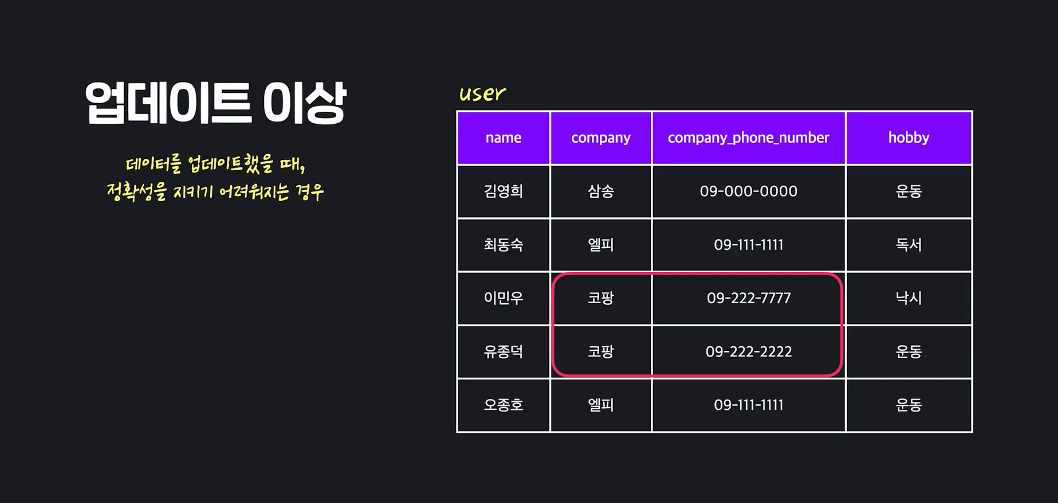 업데이트 이상
데이터를 업데이트했을 때,
정확성을 지키기 어려워지는 경우
user
name company company_phone_number hobby
김영희 삼송 09-000-0000 운동
최동숙 엘피 09-111-1111 독서
이민우 코팡 09-222-7777 낚시
유종덕 코팡 09-222-2222 운동
오종호 엘피 09-111-1111 운동